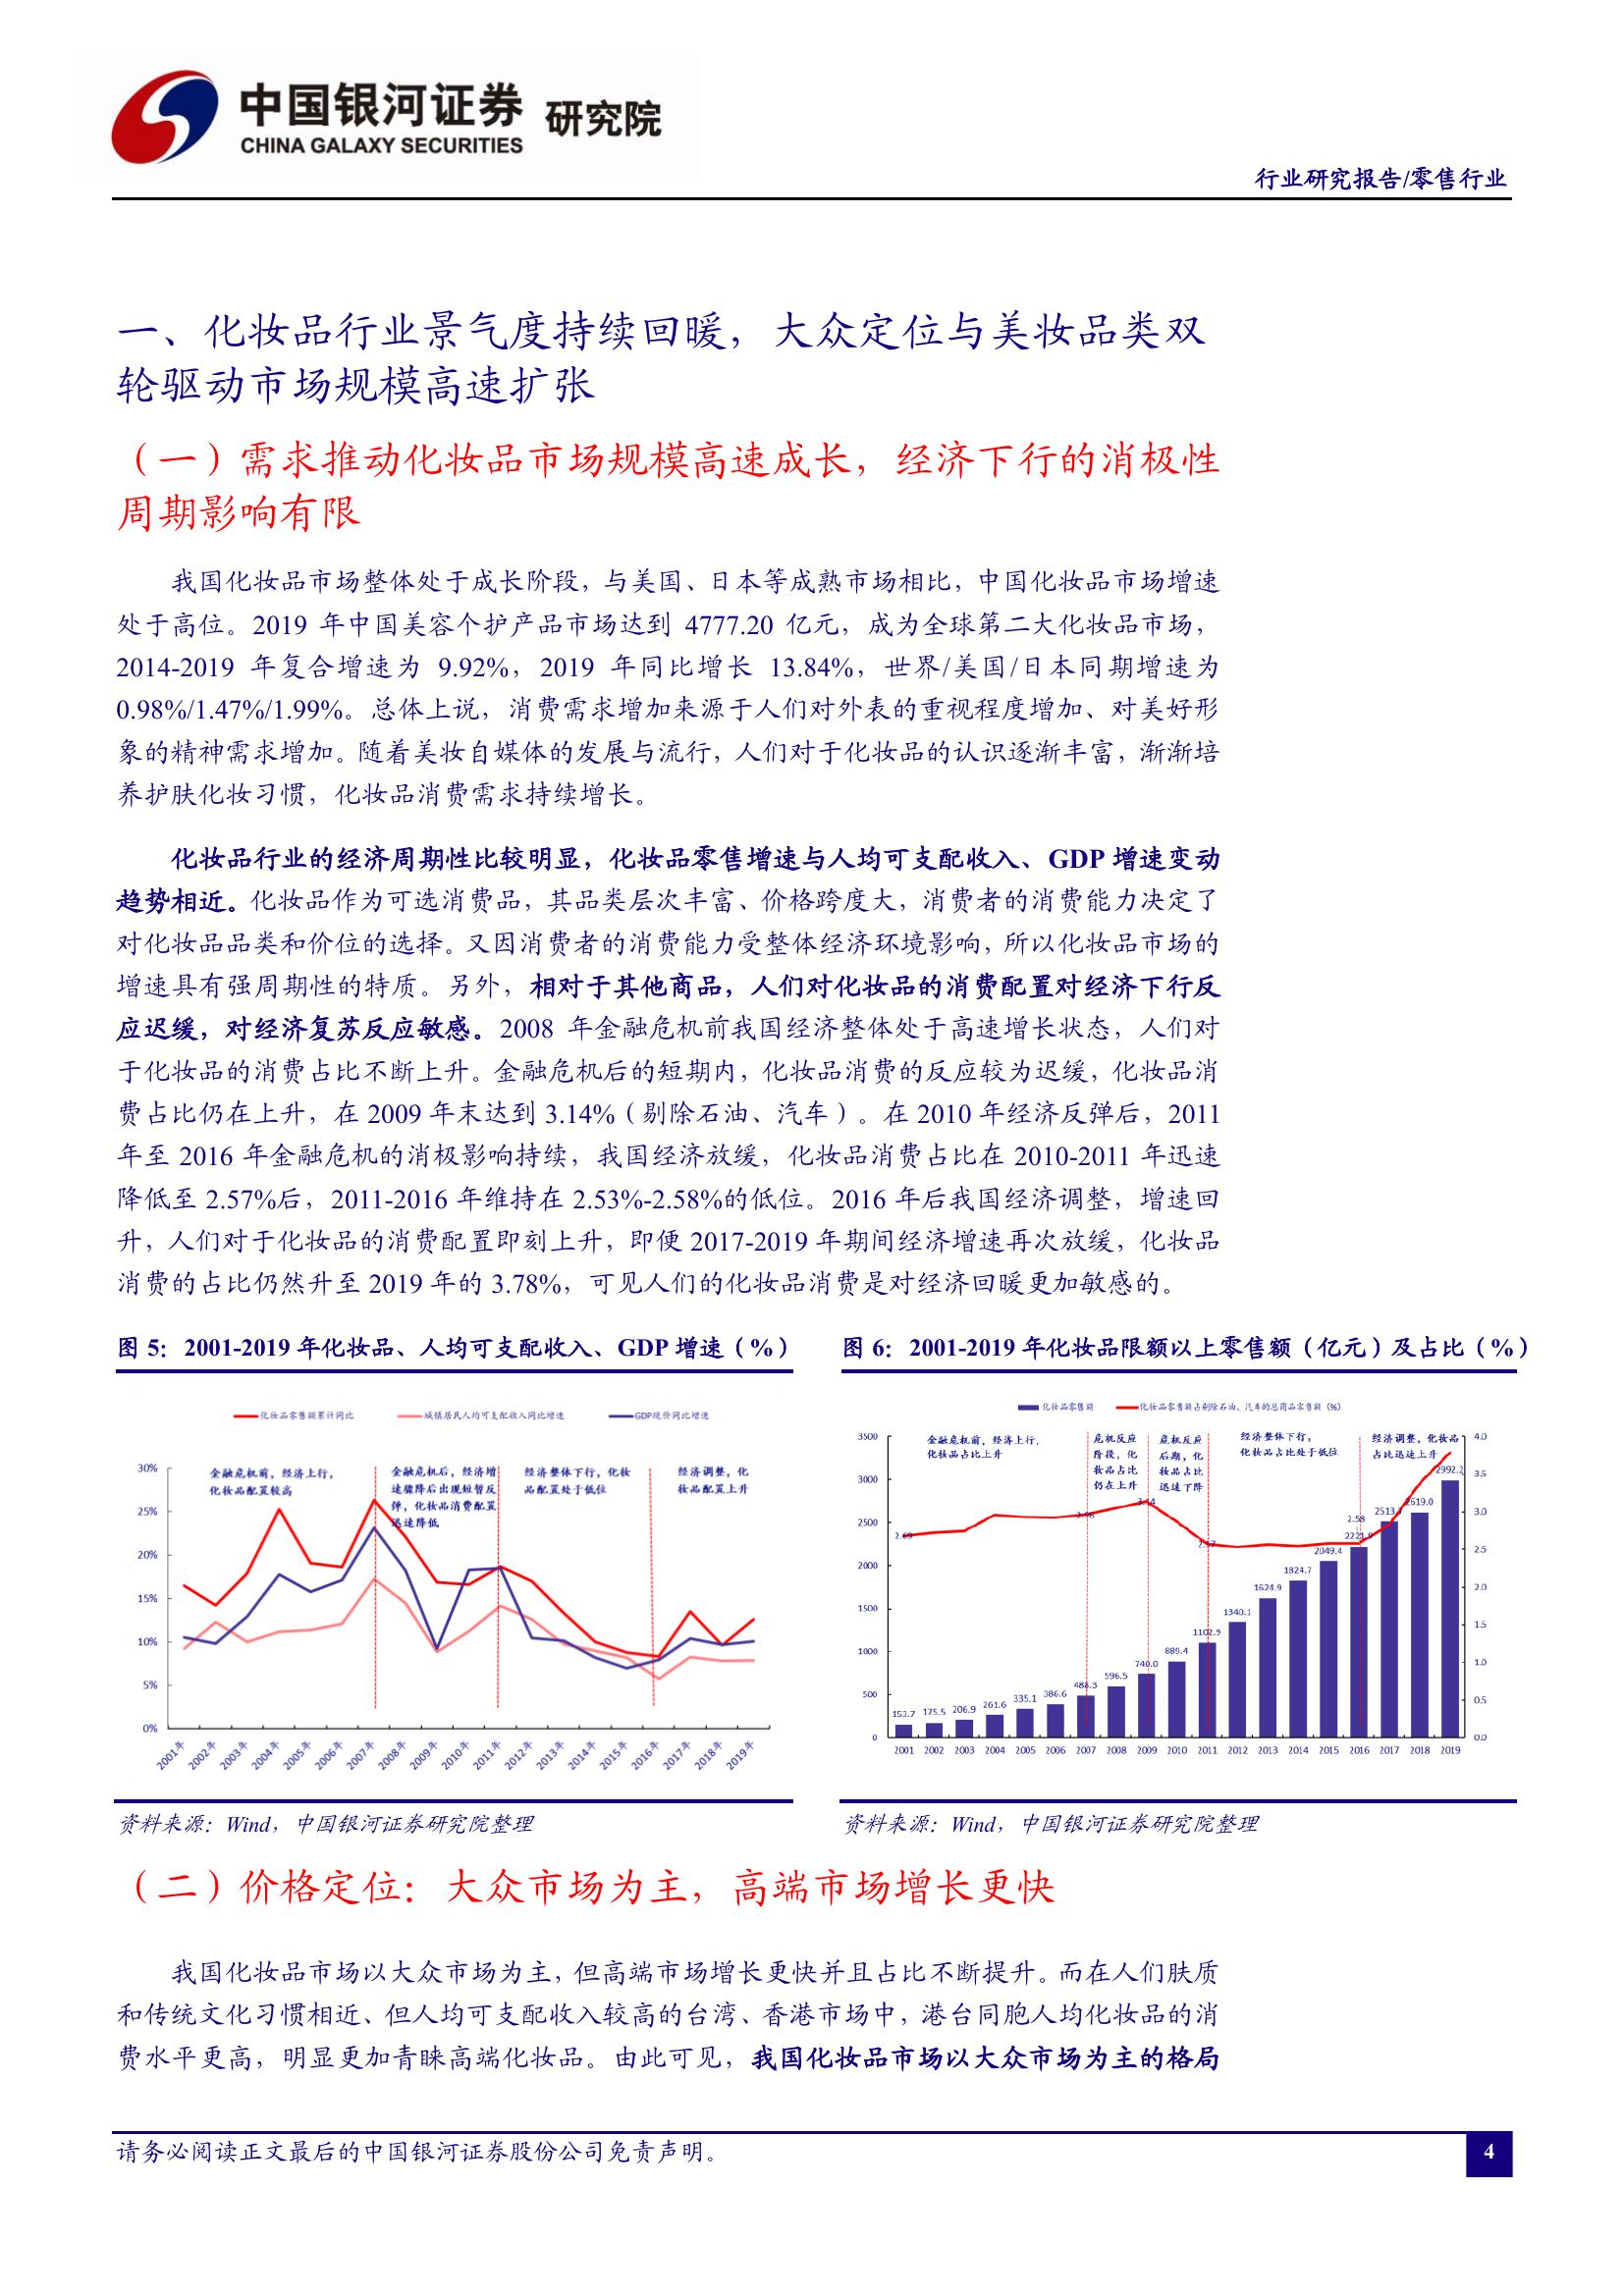 中国银河证券 研究院
CHINA GALAXY SECURITIES
行业研究报告/零售行业
一、化妆品行业景气度持续回暖，大众定位与美妆品类双
轮驱动市场规模高速扩张
（一）需求推动化妆品市场规模高速成长，经济下行的消极性
周期影响有限
我国化妆品市场整体处于成长阶段，与美国、日本等成熟市场相比，中国化妆品市场增速
处于高位。2019 年中国美容个护产品市场达到 4777.20 亿元，成为全球第二大化妆品市场，
2014-2019 年复合增速为 9.92%，2019 年同比增长 13.84%，世界/美国/日本同期增速为
0.98%/1.47%/1.99%。总体上说，消费需求增加来源于人们对外表的重视程度增加、对美好形
象的精神需求增加。随着美妆自媒体的发展与流行，人们对于化妆品的认识逐渐丰富，渐渐培
养护肤化妆习惯，化妆品消费需求持续增长。
化妆品行业的经济周期性比较明显，化妆品零售增速与人均可支配收入、GDP 增速变动
趋势相近。化妆品作为可选消费品，其品类层次丰富、价格跨度大，消费者的消费能力决定了
对化妆品品类和价位的选择。又因消费者的消费能力受整体经济环境影响，所以化妆品市场的
增速具有强周期性的特质。另外，相对于其他商品，人们对化妆品的消费配置对经济下行反
应迟缓，对经济复苏反应敏感。2008 年金融危机前我国经济整体处于高速增长状态，人们对
于化妆品的消费占比不断上升。金融危机后的短期内，化妆品消费的反应较为迟缓，化妆品消
费占比仍在上升，在 2009 年末达到 3.14%（剔除石油、汽车）。在 2010 年经济反弹后，2011
年至 2016 年金融危机的消极影响持续，我国经济放缓，化妆品消费占比在 2010-2011 年迅速
降低至 2.57%后，2011-2016 年维持在 2.53%-2.58%的低位。2016 年后我国经济调整，增速回
升，人们对于化妆品的消费配置即刻上升，即使 2017-2019 年期间经济增速再次放缓，化妆品
消费的占比仍然升至 2019 年的 3.78%，可见人们的化妆品消费是对经济回暖更加敏感的。
图 5：2001-2019 年化妆品、人均可支配收入、GDP 增速（%）
化妆品零售额累计同比 城镇居民人均可支配收入同比增速 GDP现价同比增速
金融危机前，经济上行，
化妆品配置较高
金融危机后，经济增
速骤降后出现短暂反
弹，化妆品消费配置
迅速降低
经济整体下行，化妆
品配置处于低位
经济调整，化
妆品配置上升
30%
25%
20%
15%
10%
5%
0%
2001年 2002年 2003年 2004年 2005年 2006年 2007年 2008年 2009年 2010年 2011年 2012年 2013年 2014年 2015年 2016年 2017年 2018年 2019年
资料来源：Wind，中国银河证券研究院整理
图 6：2001-2019 年化妆品限额以上零售额（亿元）及占比（%）
化妆品零售额 化妆品零售额占剔除石油、汽车的总商品零售额（%）
金融危机前，经济上行，
化妆品占比上升
危机反应
阶段，化
妆品占比
仍在上升
危机反应
后期，化
妆品占比
迅速下降
经济整体下行，
化妆品占比处于低位
经济调整，化妆品
占比迅速上升
3500
3000
2500
2000
1500
1000
500
0
4.0
3.5
3.0
2.5
2.0
1.5
1.0
0.5
0.0
2.69 2.96 3.14 2.57 2.58
153.7 175.5 206.9 261.6 335.1 386.6 488.3 596.5 740.0 889.4 1102.9 1340.1 1624.9 1824.7 2049.4 2221.9 2619.0 2992.2
2001 2002 2003 2004 2005 2006 2007 2008 2009 2010 2011 2012 2013 2014 2015 2016 2017 2018 2019
资料来源：Wind，中国银河证券研究院整理
（二）价格定位：大众市场为主，高端市场增长更快
我国化妆品市场以大众市场为主，但高端市场增长更快并且占比不断提升。而在人们肤质
和传统文化习惯相近、但人均可支配收入较高的台湾、香港市场中，港台同胞人均化妆品的消
费水平更高，明显更加青睐高端化妆品。由此可见，我国化妆品市场以大众市场为主的格局
请务必阅读正文最后的中国银河证券股份公司免责声明。
4